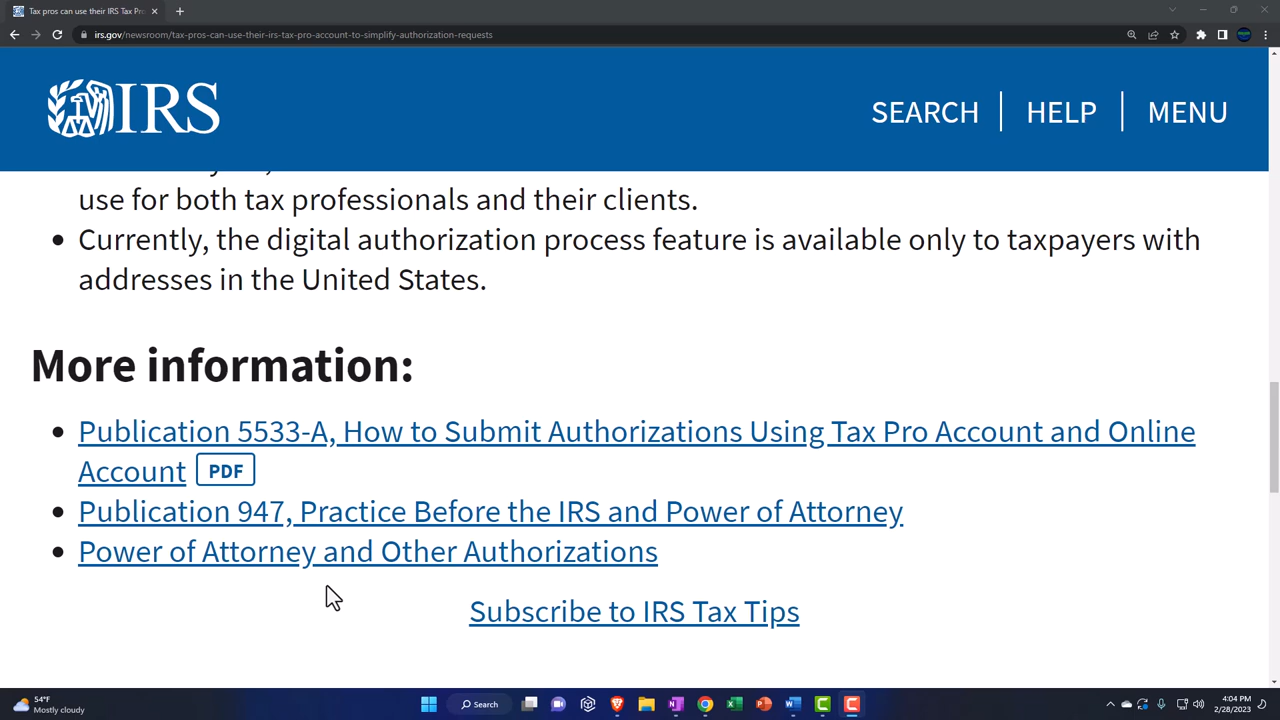 Tax pros can use their IRS Tax Pro
irs.gov/newsroom/tax-pros-can-use-their-irs-tax-pro-account-to-simplify-authorization-requests
IRS
SEARCH
HELP
MENU
use for both tax professionals and their clients.
• Currently, the digital authorization process feature is available only to taxpayers with
addresses in the United States.
More information:
• Publication 5533-A, How to Submit Authorizations Using Tax Pro Account and Online
Account PDF
• Publication 947, Practice Before the IRS and Power of Attorney
• Power of Attorney and Other Authorizations
Subscribe to IRS Tax Tips
54°F
Mostly cloudy
Search
4:04 PM
2/28/2023